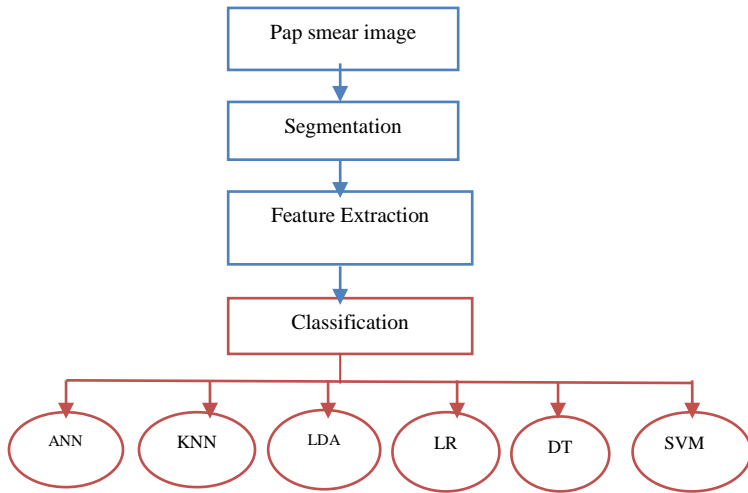 Pap smear image
Segmentation
Feature Extraction
Classification
ANN
KNN
LDA
LR
DT
SVM